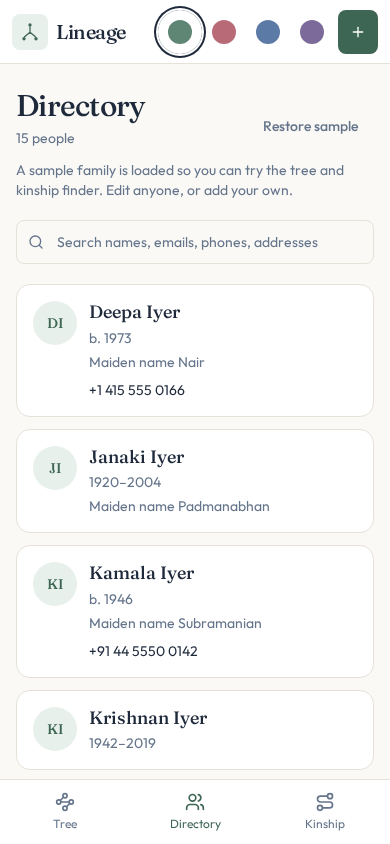 Lineage
+
Directory
15 people
Restore sample
A sample family is loaded so you can try the tree and
kinship finder. Edit anyone, or add your own.
Search names, emails, phones, addresses
DI
Deepa Iyer
b. 1973
Maiden name Nair
+1 415 555 0166
JI
Janaki Iyer
1920–2004
Maiden name Padmanabhan
KI
Kamala Iyer
b. 1946
Maiden name Subramanian
+91 44 5550 0142
KI
Krishnan Iyer
1942–2019
Tree
Directory
Kinship